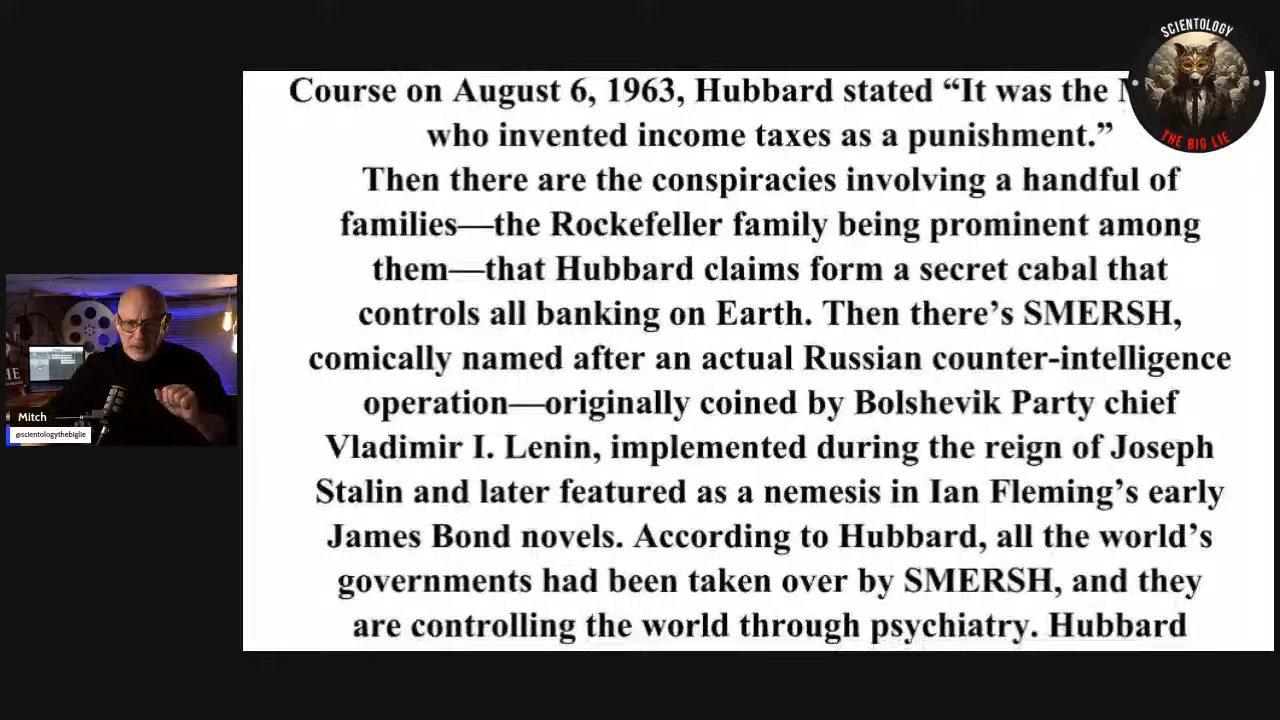 SCIENTOLOGY
THE BIG LIE
Course on August 6, 1963, Hubbard stated “It was the
who invented income taxes as a punishment.”
Then there are the conspiracies involving a handful of
families—the Rockefeller family being prominent among
them—that Hubbard claims form a secret cabal that
controls all banking on Earth. Then there’s SMERSH,
comically named after an actual Russian counter-intelligence
operation—originally coined by Bolshevik Party chief
Vladimir I. Lenin, implemented during the reign of Joseph
Stalin and later featured as a nemesis in Ian Fleming’s early
James Bond novels. According to Hubbard, all the world’s
governments had been taken over by SMERSH, and they
are controlling the world through psychiatry. Hubbard
Mitch
@scientologythebiglie